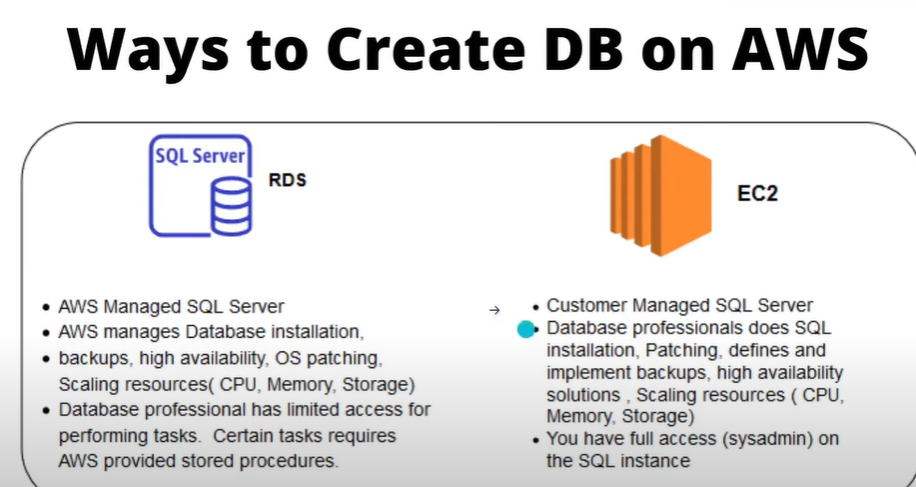 Ways to Create DB on AWS
SQL Server
RDS
EC2
• AWS Managed SQL Server
• AWS manages Database installation,
• backups, high availability, OS patching,
Scaling resources( CPU, Memory, Storage)
• Database professional has limited access for
performing tasks. Certain tasks requires
AWS provided stored procedures.
→
• Customer Managed SQL Server
• Database professionals does SQL
installation, Patching, defines and
implement backups, high availability
solutions , Scaling resources ( CPU,
Memory, Storage)
• You have full access (sysadmin) on
the SQL instance